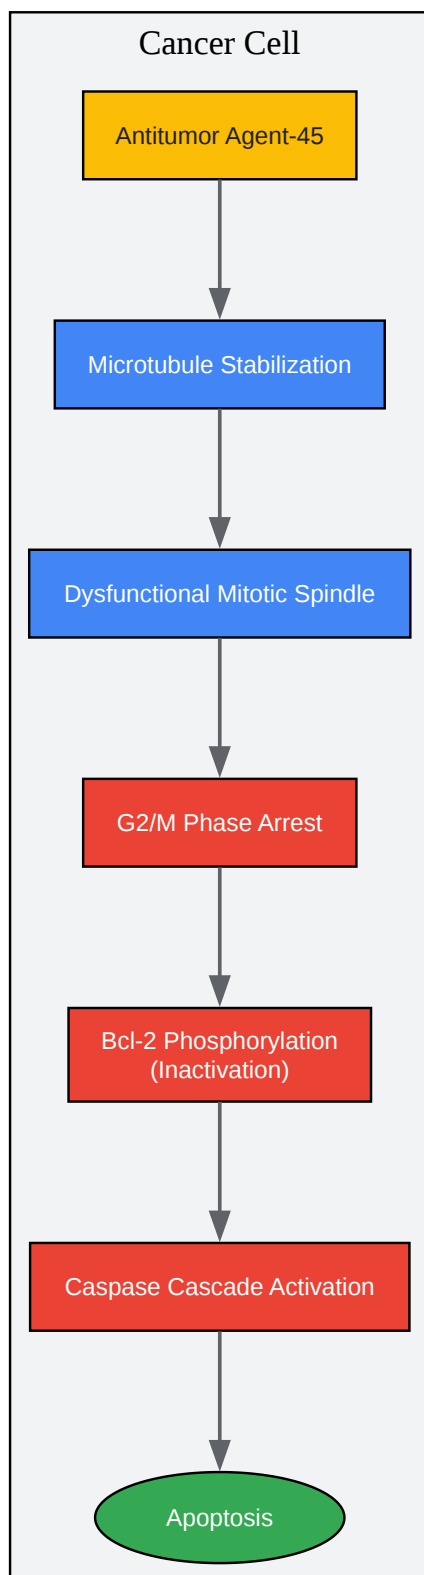 Cancer Cell
Antitumor Agent-45
Microtubule Stabilization
Dysfunctional Mitotic Spindle
G2/M Phase Arrest
Bcl-2 Phosphorylation
(Inactivation)
Caspase Cascade Activation
Apoptosis